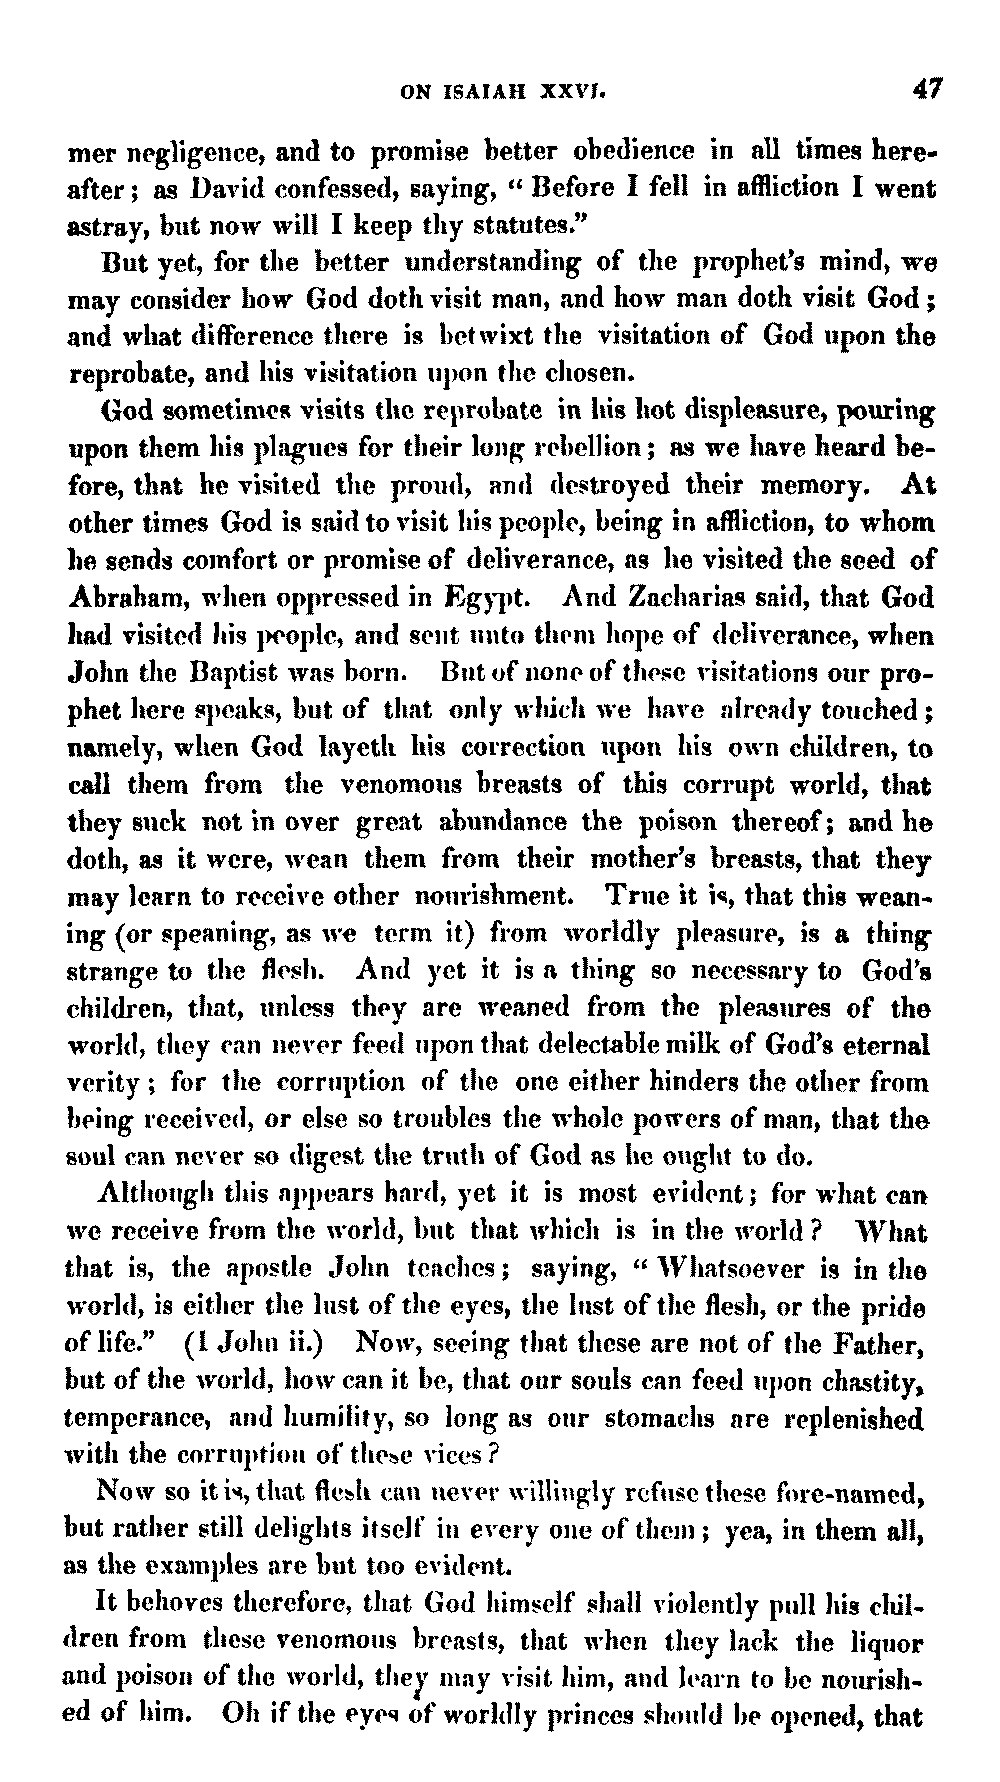 ON ISAIAH XXVI. 47
mer negligence, and to promise better obedience in all times here-
after; as David confessed, saying, “ Before I fell in affliction I went
astray, but now will I keep thy statutes.”
But yet, for the better understanding of the prophet's mind, we
may consider how God doth visit man, and how man doth visit God;
and what difference there is betwixt the visitation of God upon the
reprobate, and his visitation upon the chosen.
God sometimes visits the reprobate in his hot displeasure, pouring
upon them his plagues for their long rebellion; as we have heard be-
fore, that he visited the proud, and destroyed their memory. At
other times God is said to visit his people, being in affliction, to whom
he sends comfort or promise of deliverance, as he visited the seed of
Abraham, when oppressed in Egypt. And Zacharias said, that God
had visited his people, and sent unto them hope of deliverance, when
John the Baptist was born. But of none of these visitations our pro-
phet here speaks, but of that only which we have already touched;
namely, when God layeth his correction upon his own children, to
call them from the venomous breasts of this corrupt world, that
they suck not in over great abundance the poison thereof; and he
doth, as it were, wean them from their mother's breasts, that they
may learn to receive other nourishment. True it is, that this wean-
ing (or speaning, as we term it) from worldly pleasure, is a thing
strange to the flesh. And yet it is a thing so necessary to God's
children, that, unless they are weaned from the pleasures of the
world, they can never feed upon that delectable milk of God's eternal
verity; for the corruption of the one either hinders the other from
being received, or else so troubles the whole powers of man, that the
soul can never so digest the truth of God as he ought to do.
Although this appears hard, yet it is most evident; for what can
we receive from the world, but that which is in the world? What
that is, the apostle John teaches; saying, “ Whatsoever is in the
world, is either the lust of the eyes, the lust of the flesh, or the pride
of life.” (1 John ii.) Now, seeing that these are not of the Father,
but of the world, how can it be, that our souls can feed upon chastity,
temperance, and humility, so long as our stomachs are replenished
with the corruption of these vices?
Now so it is, that flesh can never willingly refuse these fore-named,
but rather still delights itself in every one of them; yea, in them all,
as the examples are but too evident.
It behoves therefore, that God himself shall violently pull his chil-
dren from these venomous breasts, that when they lack the liquor
and poison of the world, they may visit him, and learn to be nourish-
ed of him. Oh if the eyes of worldly princes should be opened, that